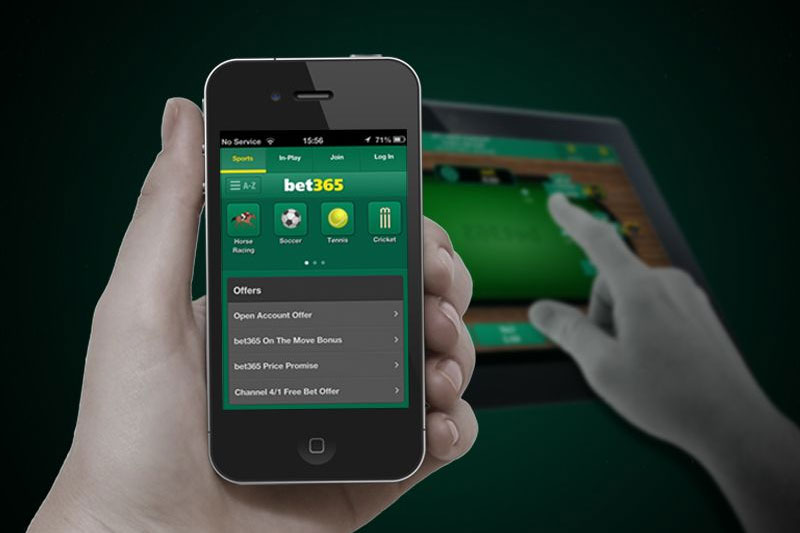 No Service 15:56 71%
Sports In-Play Join Log In
A-Z bet365
Horse Racing Soccer Tennis Cricket
Offers
Open Account Offer
bet365 On The Move Bonus
bet365 Price Promise
Channel 4/1 Free Bet Offer